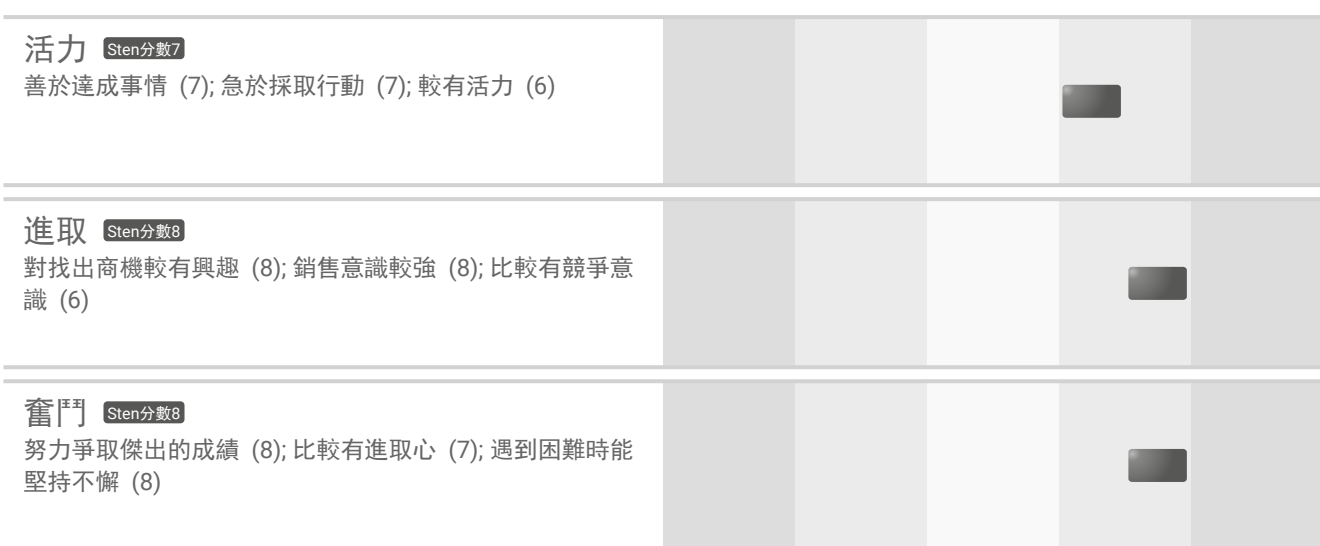 活力 Sten分數7
善於達成事情 (7); 急於採取行動 (7); 較有活力 (6)
進取 Sten分數8
對找出商機較有興趣 (8); 銷售意識較強 (8); 比較有競爭意
識 (6)
奮鬥 Sten分數8
努力爭取傑出的成績 (8); 比較有進取心 (7); 遇到困難時能
堅持不懈 (8)